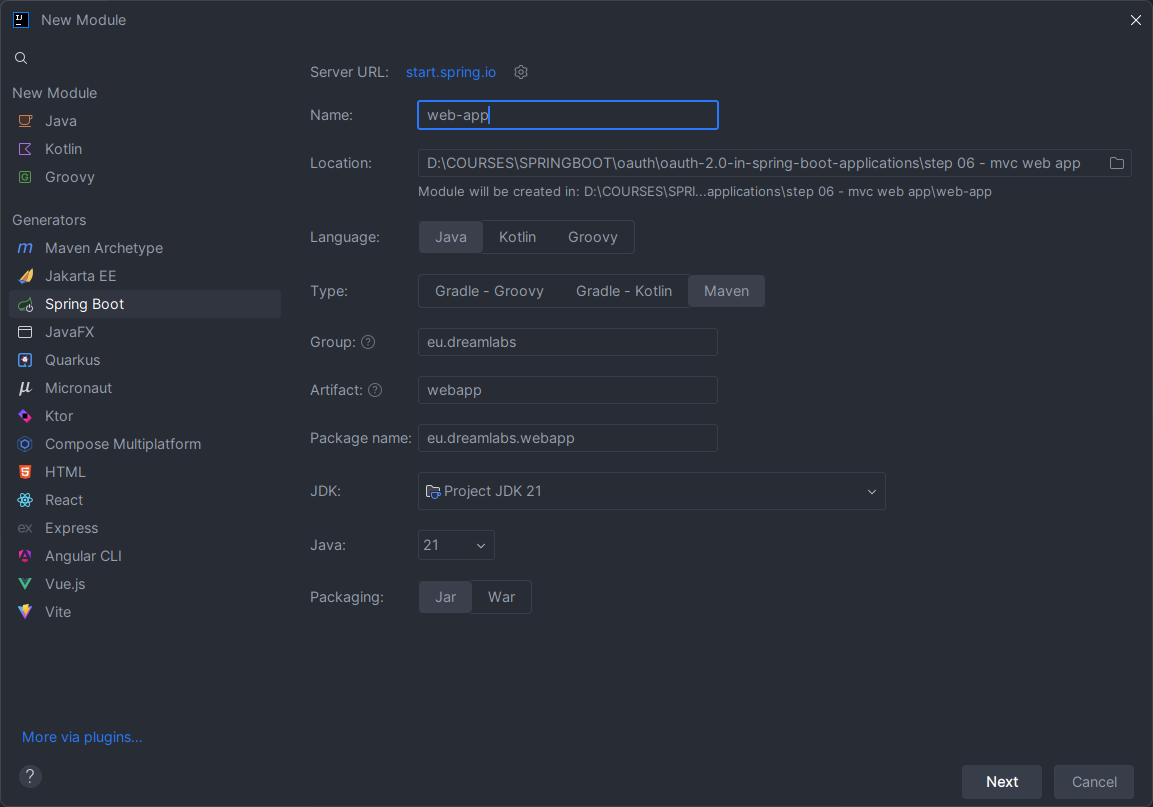 New Module
New Module
Java
Kotlin
Groovy
Generators
Maven Archetype
Jakarta EE
Spring Boot
JavaFX
Quarkus
Micronaut
Ktor
Compose Multiplatform
HTML
React
Express
Angular CLI
Vue.js
Vite
More via plugins...
?
Server URL: start.spring.io
Name: web-app
Location: D:\COURSES\SPRINGBOOT\oauth\oauth-2.0-in-spring-boot-applications\step 06 - mvc web app
Module will be created in: D:\COURSES\SPRI...applications\step 06 - mvc web app\web-app
Language: Java Kotlin Groovy
Type: Gradle - Groovy Gradle - Kotlin Maven
Group: ? eu.dreamlabs
Artifact: ? webapp
Package name: eu.dreamlabs.webapp
JDK: Project JDK 21
Java: 21
Packaging: Jar War
Next Cancel